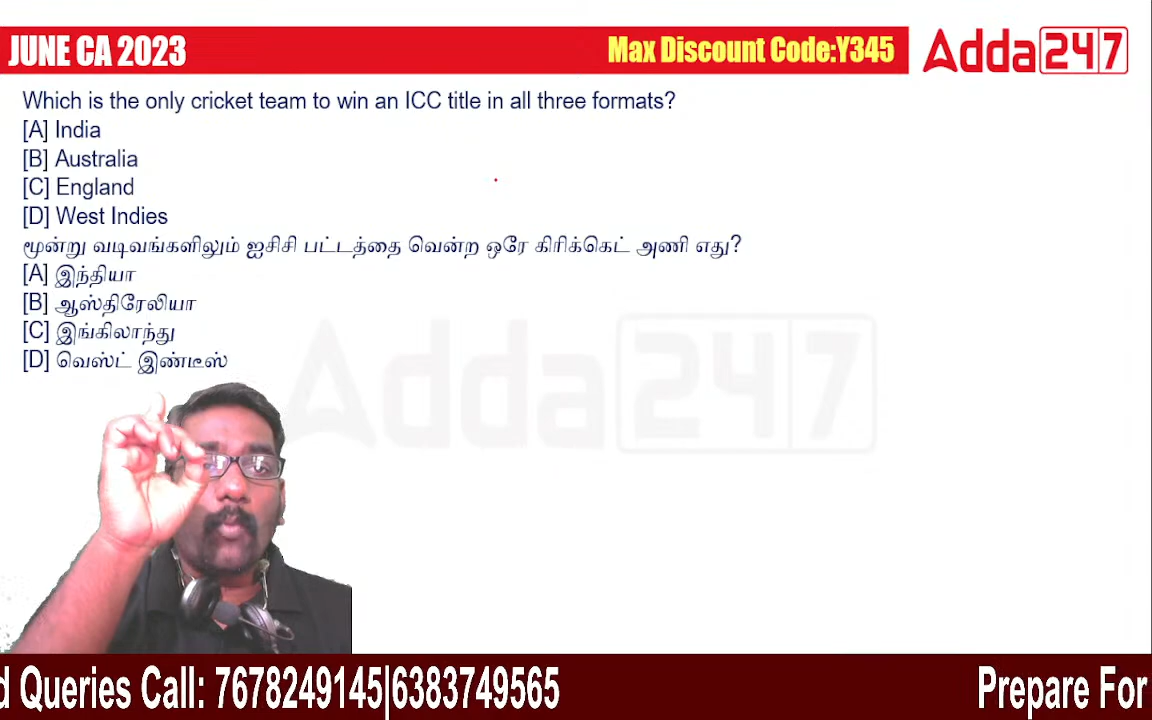 JUNE CA 2023
Max Discount Code:Y345
Adda247
Which is the only cricket team to win an ICC title in all three formats?
[A] India
[B] Australia
[C] England
[D] West Indies
மூன்று வடிவங்களிலும் ஐசிசி பட்டத்தை வென்ற ஒரே கிரிக்கெட் அணி எது?
[A] இந்தியா
[B] ஆஸ்திரேலியா
[C] இங்கிலாந்து
[D] வெஸ்ட் இண்டீஸ்
Adda247
d Queries Call: 7678249145|6383749565
Prepare For